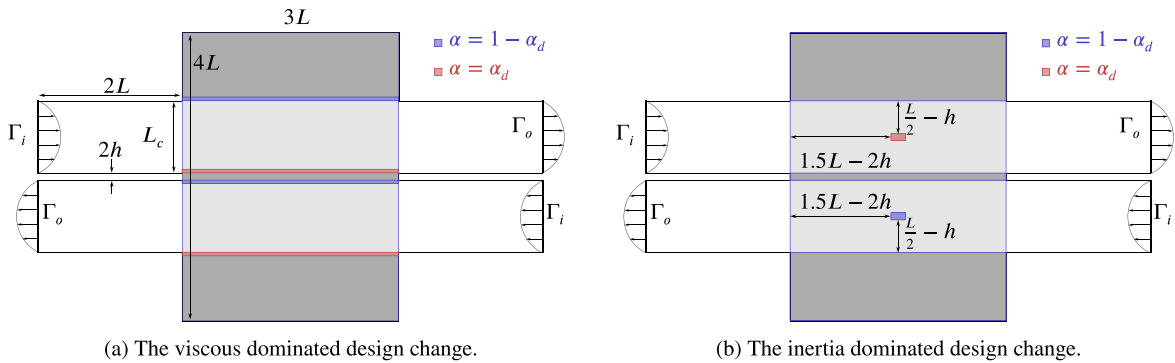 3L
α = 1 − α_d
α = α_d
4L
2L
Γ_i
L_c
Γ_o
2h
Γ_o
Γ_i
(a) The viscous dominated design change.
α = 1 − α_d
α = α_d
L/2 − h
Γ_i
Γ_o
1.5L − 2h
1.5L − 2h
Γ_o
L/2 − h
Γ_i
(b) The inertia dominated design change.